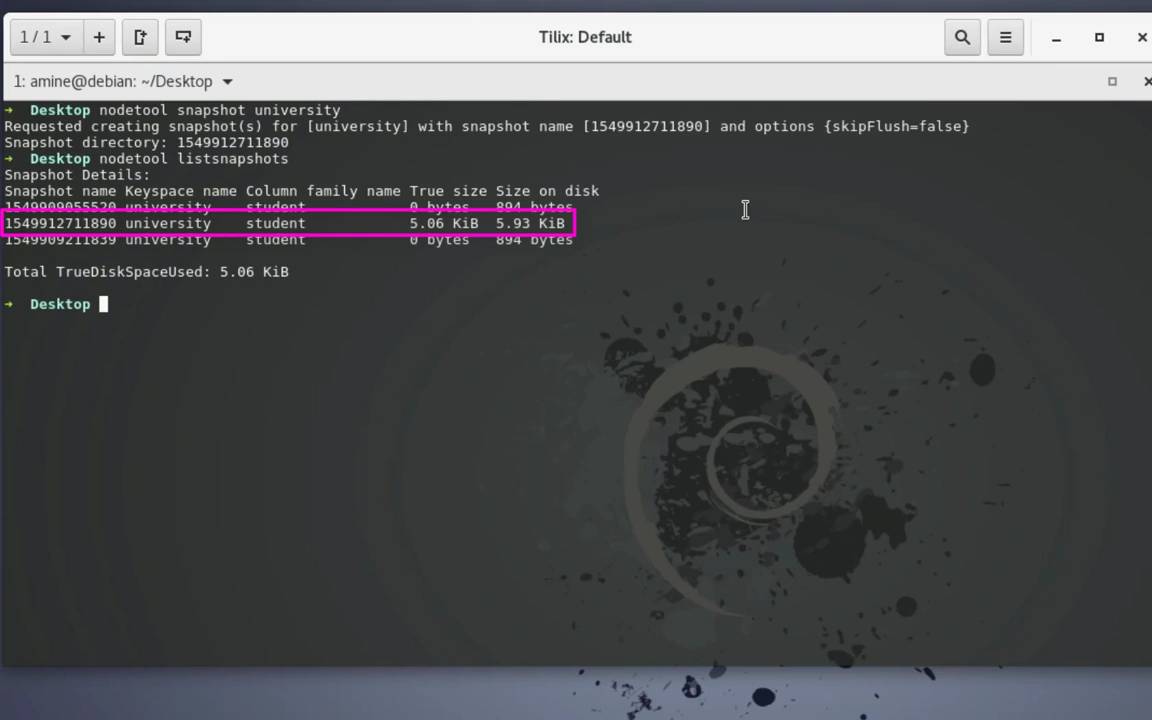 1 / 1
Tilix: Default
1: amine@debian: ~/Desktop
→ Desktop nodetool snapshot university
Requested creating snapshot(s) for [university] with snapshot name [1549912711890] and options {skipFlush=false}
Snapshot directory: 1549912711890
→ Desktop nodetool listsnapshots
Snapshot Details:
Snapshot name Keyspace name Column family name True size Size on disk
1549909055520 university student 0 bytes 894 bytes
1549912711890 university student 5.06 KiB 5.93 KiB
1549909211839 university student 0 bytes 894 bytes
Total TrueDiskSpaceUsed: 5.06 KiB
→ Desktop